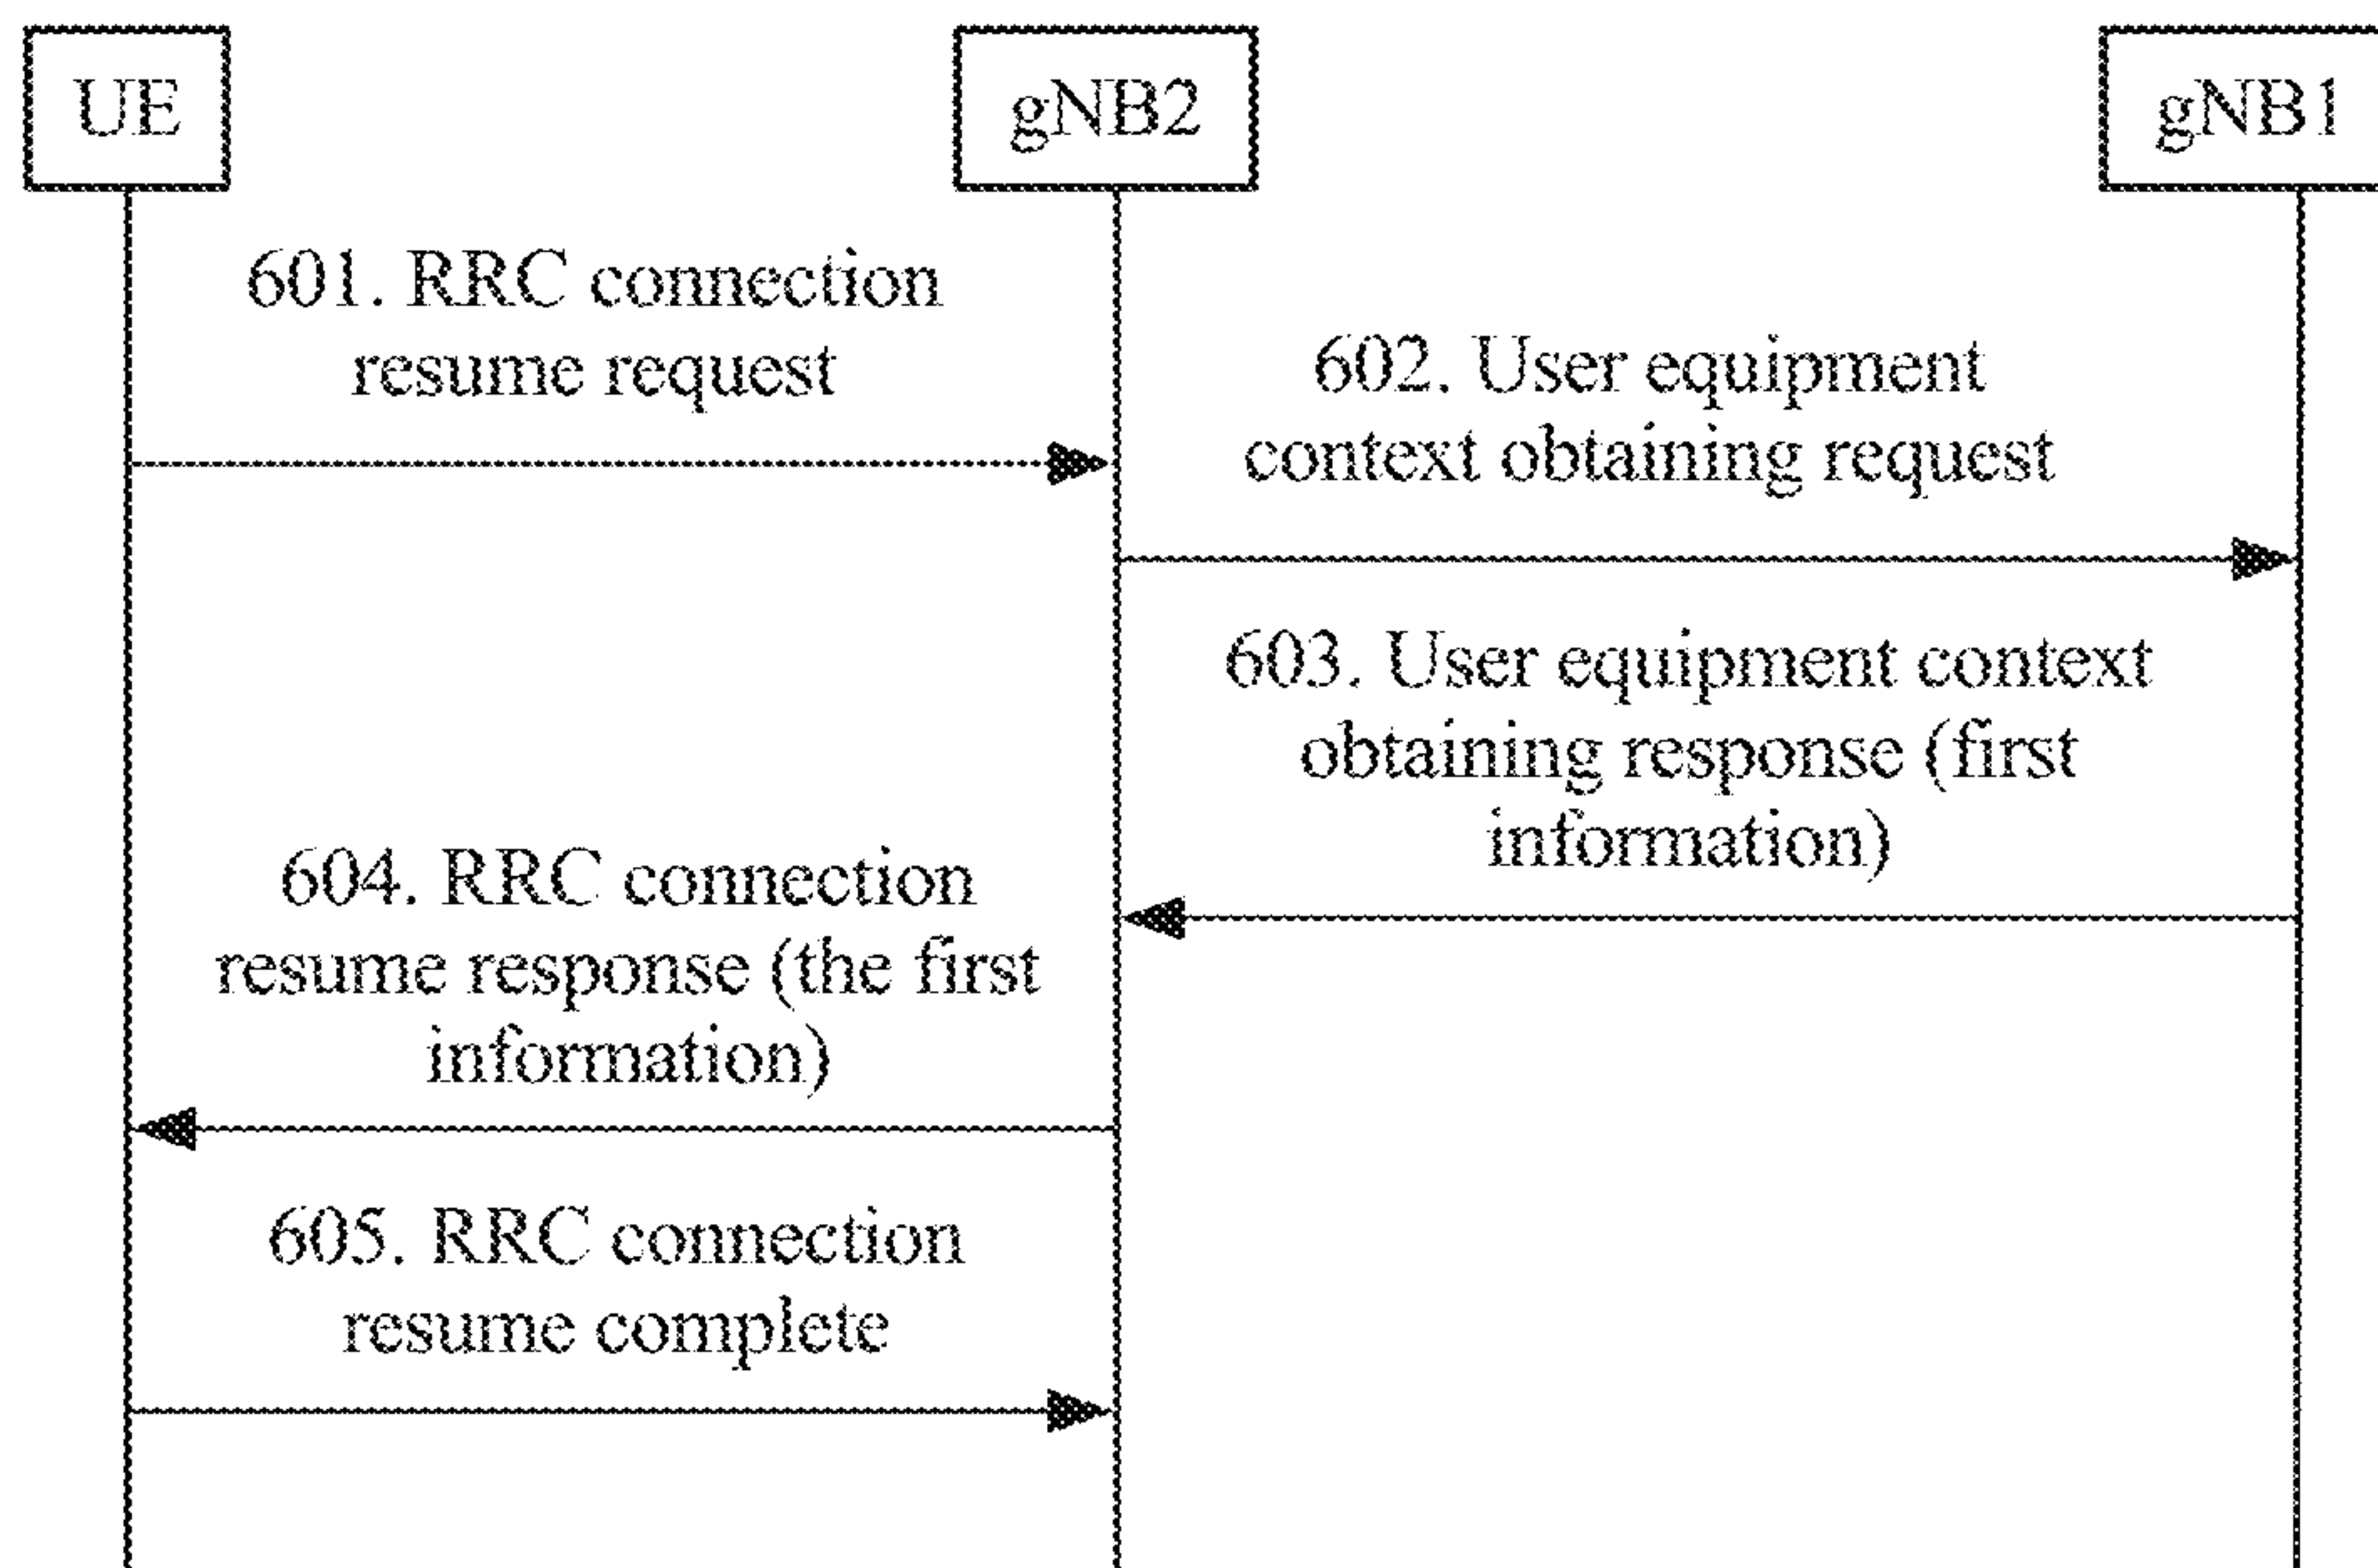 UE
gNB2
gNB1
601. RRC connection
resume request
602. User equipment
context obtaining request
603. User equipment context
obtaining response (first
information)
604. RRC connection
resume response (the first
information)
605. RRC connection
resume complete